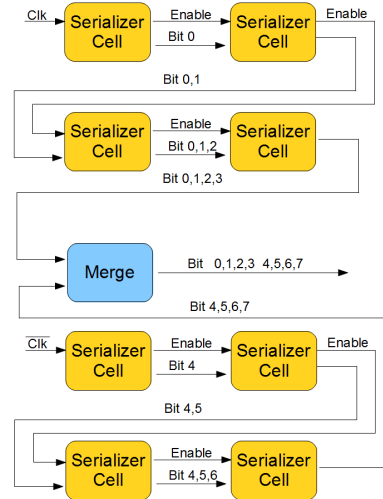 Clk
Serializer
Cell
Enable
Bit 0
Serializer
Cell
Enable
Bit 0,1
Serializer
Cell
Enable
Bit 0,1,2
Serializer
Cell
Bit 0,1,2,3
Merge
Bit 0,1,2,3 4,5,6,7
Bit 4,5,6,7
Clk
Serializer
Cell
Enable
Bit 4
Serializer
Cell
Enable
Bit 4,5
Serializer
Cell
Enable
Bit 4,5,6
Serializer
Cell